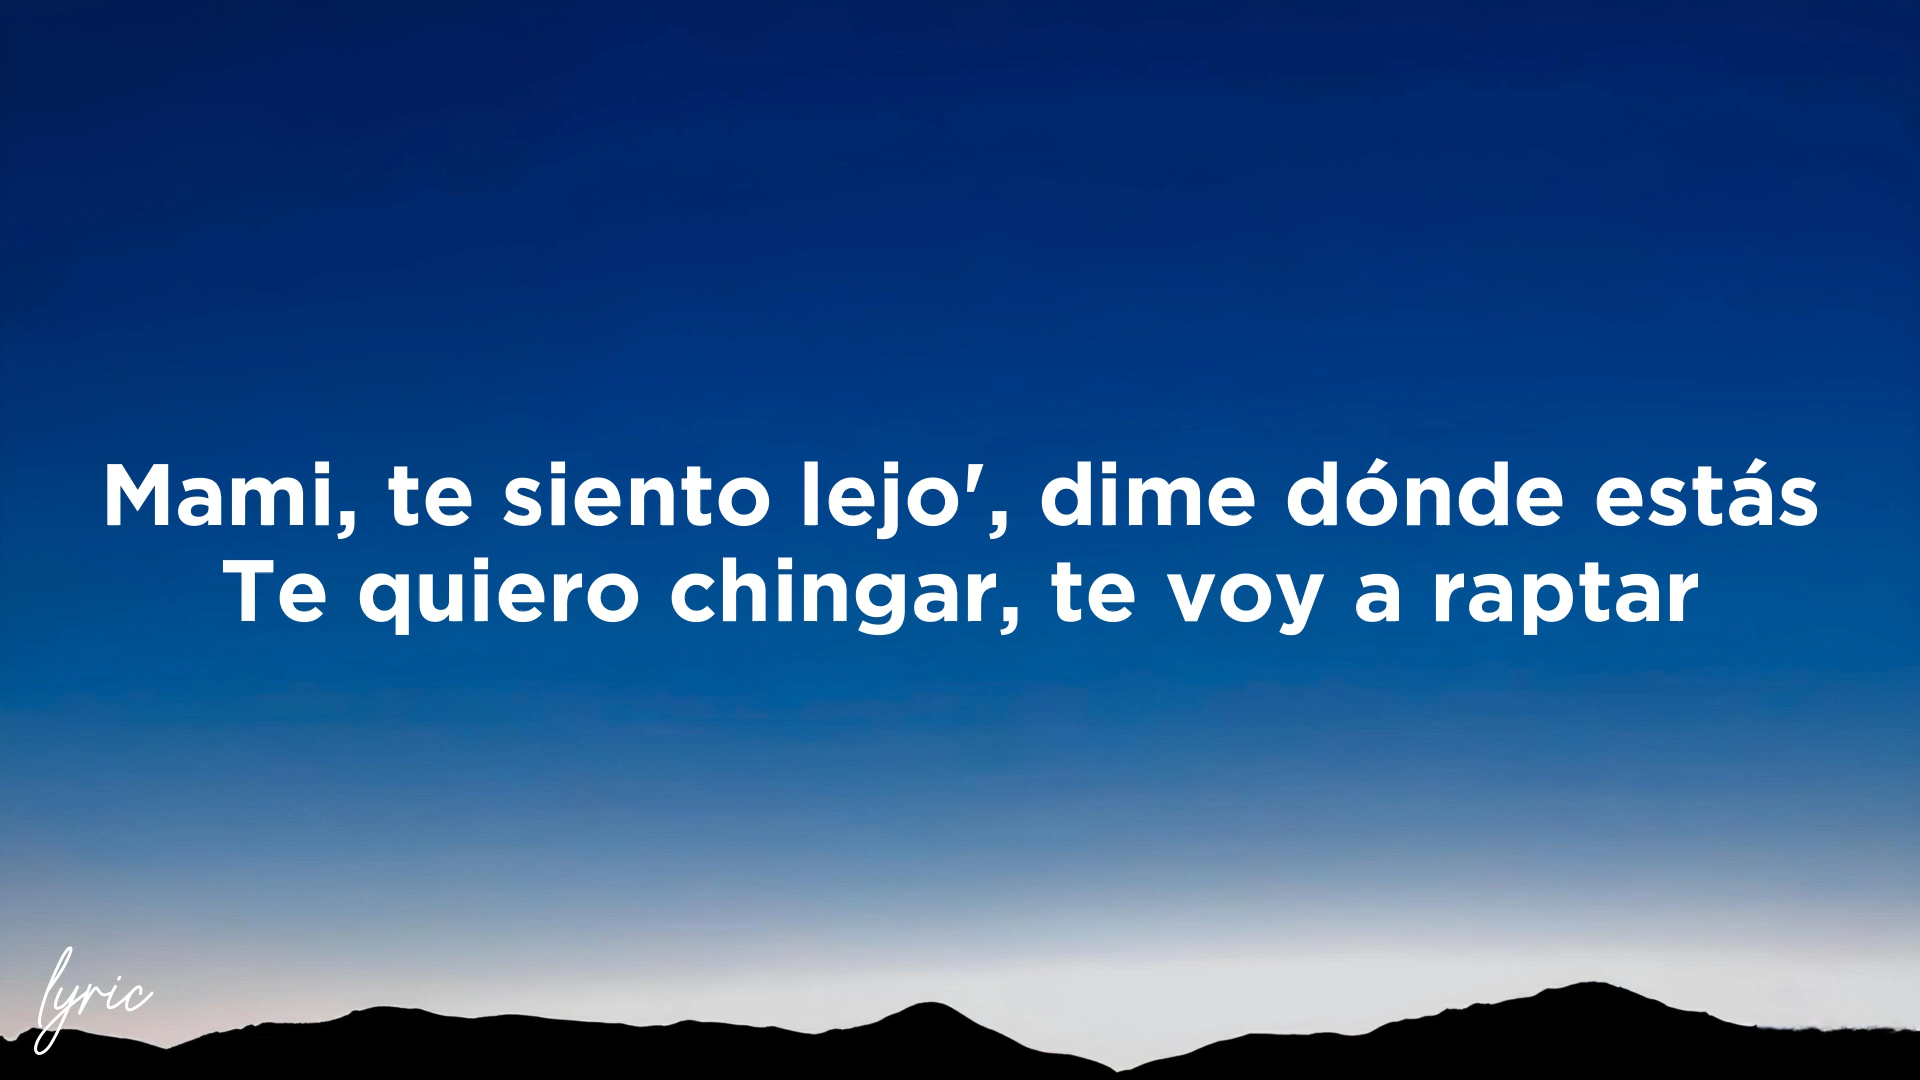 Mami, te siento lejo', dime dónde estás
Te quiero chingar, te voy a raptar
lyric